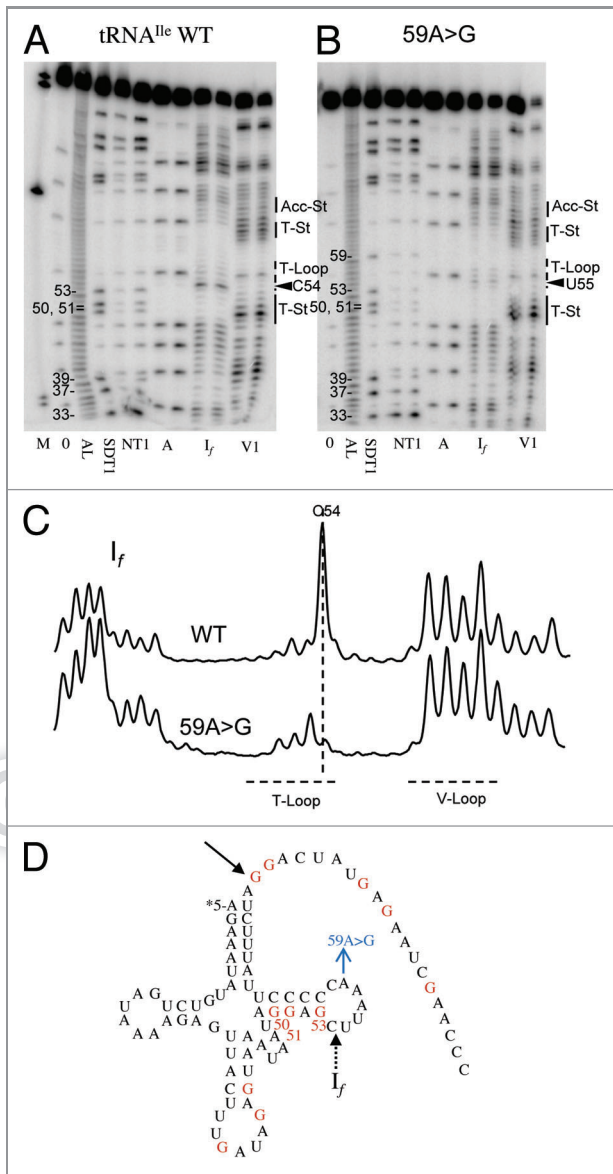 A tRNA^Ile WT
B 59A>G
Acc-St
T-St
T-Loop
C54
T-St
53-
50, 51=
39-
37-
33-
M 0 AL SDT1 NT1 A I_f V1
Acc-St
T-St
T-Loop
U55
T-St
59-
53-
50, 51=
39-
37-
33-
0 AL SDT1 NT1 A I_f V1
C
I_f
C54
WT
59A>G
T-Loop
V-Loop
D
*5-
59A>G
50
51
53
I_f